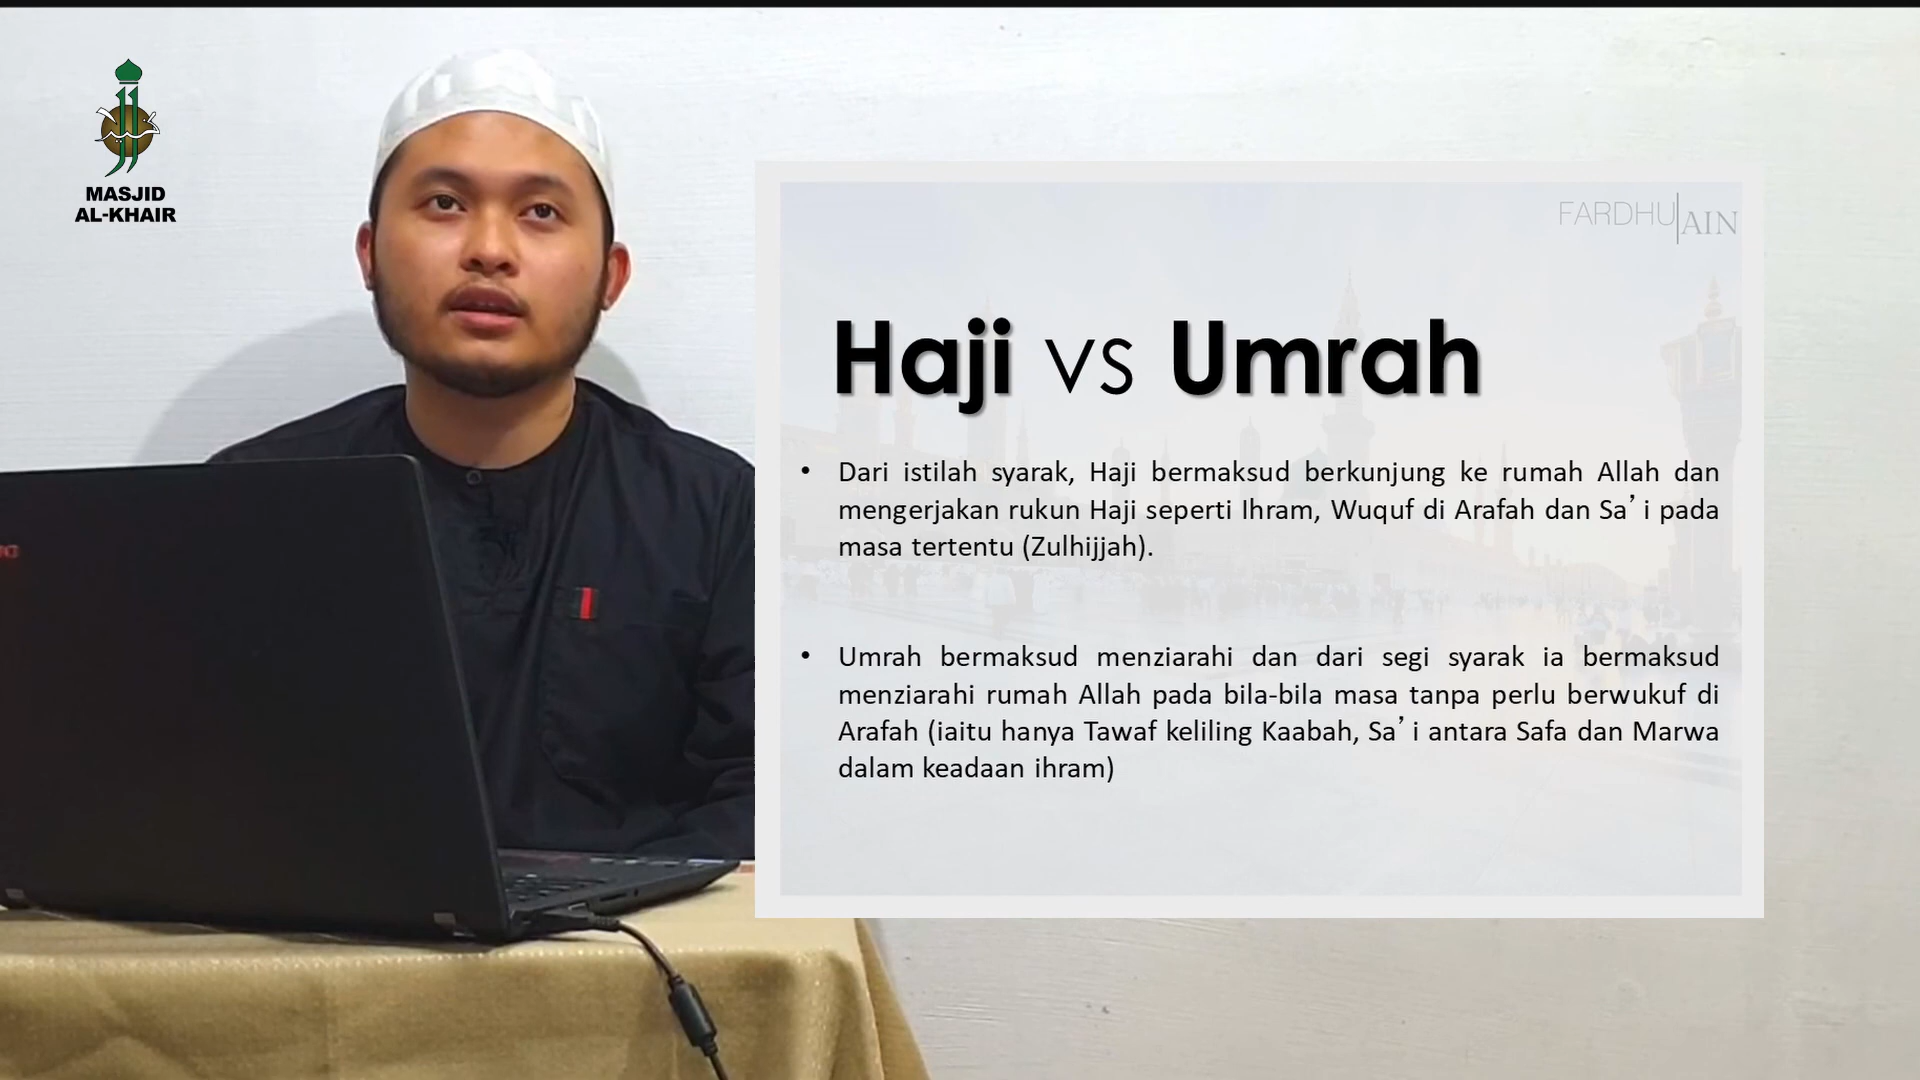 MASJID
AL-KHAIR
FARDHU AIN
Haji vs Umrah
• Dari istilah syarak, Haji bermaksud berkunjung ke rumah Allah dan
mengerjakan rukun Haji seperti Ihram, Wuquf di Arafah dan Sa’ i pada
masa tertentu (Zulhijjah).
• Umrah bermaksud menziarahi dan dari segi syarak ia bermaksud
menziarahi rumah Allah pada bila-bila masa tanpa perlu berwukuf di
Arafah (iaitu hanya Tawaf keliling Kaabah, Sa’ i antara Safa dan Marwa
dalam keadaan ihram)